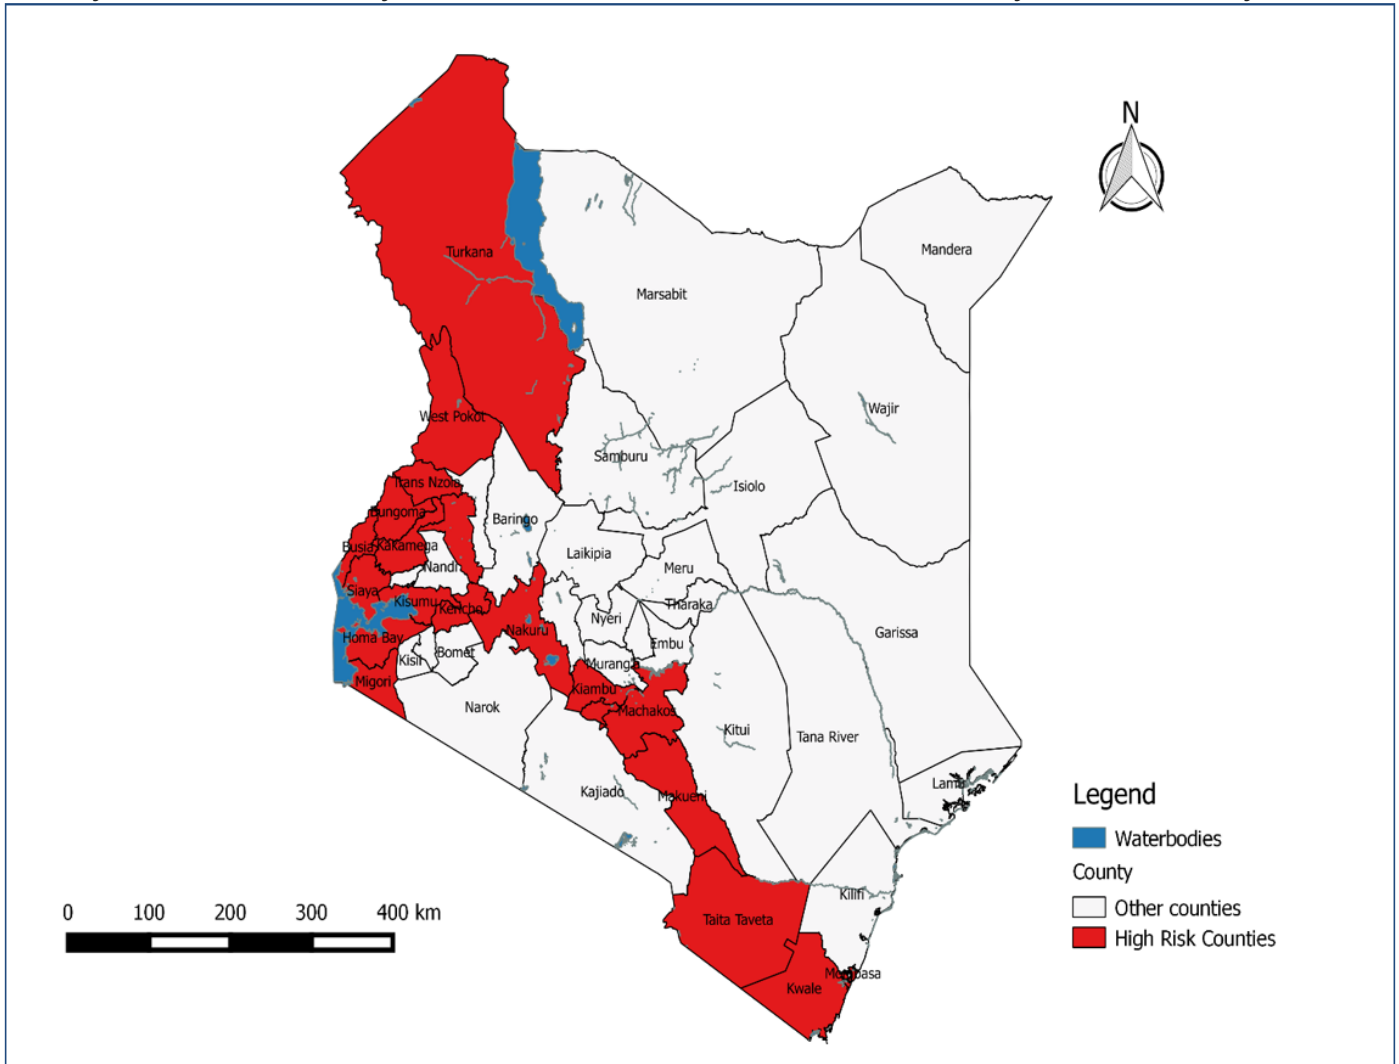 N
Mandera
Turkana
Marsabit
Wajir
West Pokot
Samburu
Trans Nzoia
Isiolo
Bungoma
Baringo
Busia
Kakamega
Laikipia
Nandi
Meru
Siaya
Kisumu
Kericho
Tharaka
Nyeri
Nakuru
Garissa
Homa Bay
Embu
Bomet
Kisii
Muranga
Migori
Kiambu
Narok
Machakos
Kitui
Tana River
Lamu
Kajiado
Makueni
Legend
Waterbodies
County
Kilifi
Other counties
0 100 200 300 400 km
Taita Taveta
High Risk Counties
Mombasa
Kwale